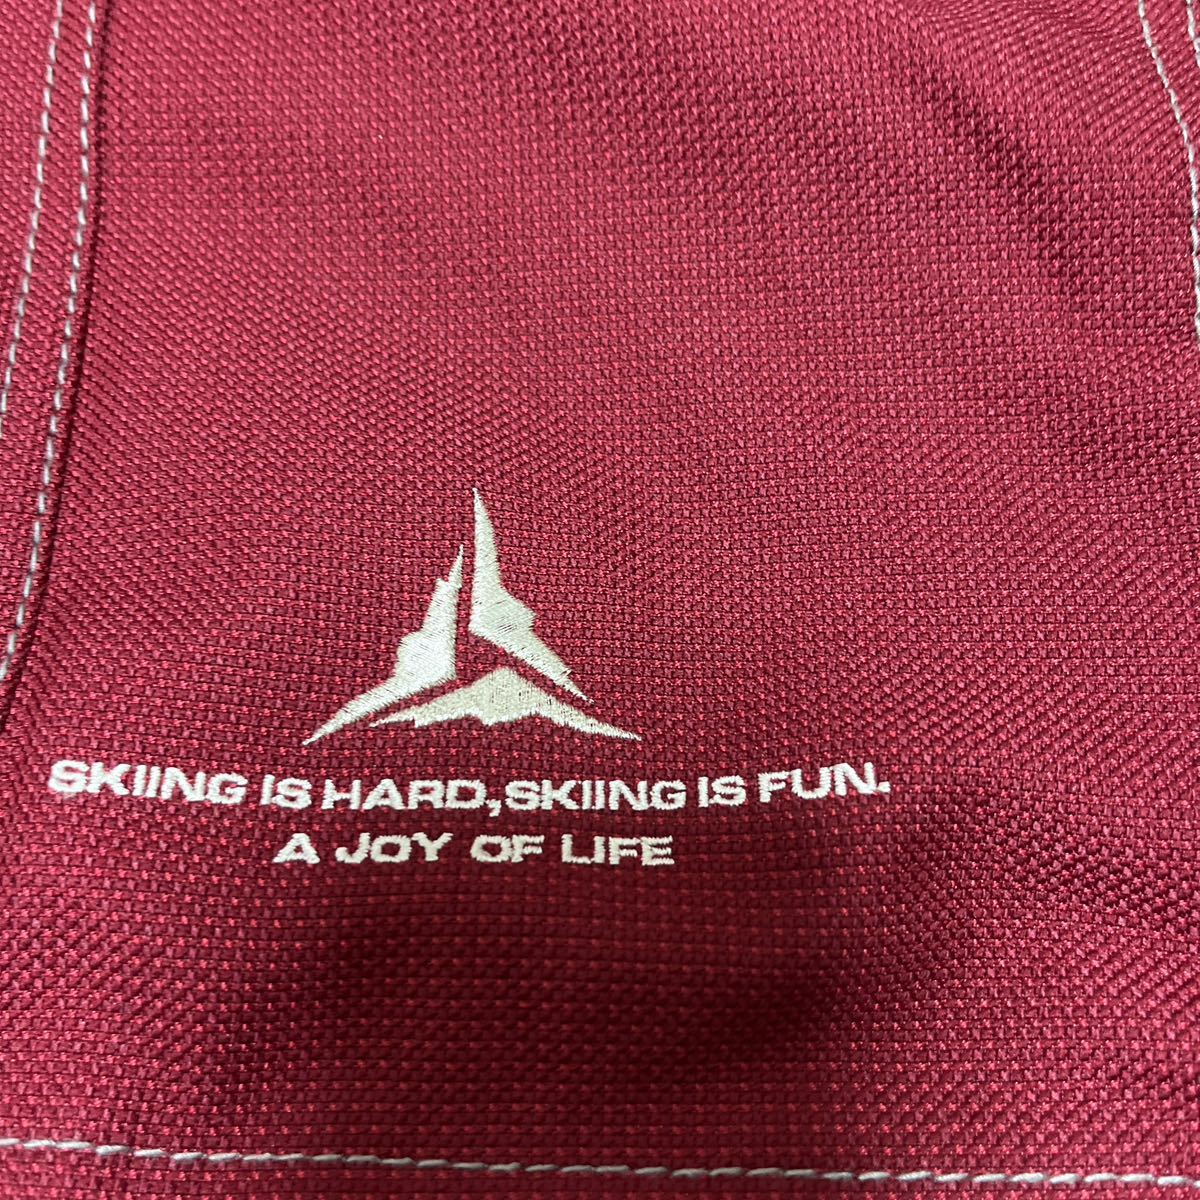 SKIING IS HARD,SKIING IS FUN.
A JOY OF LIFE